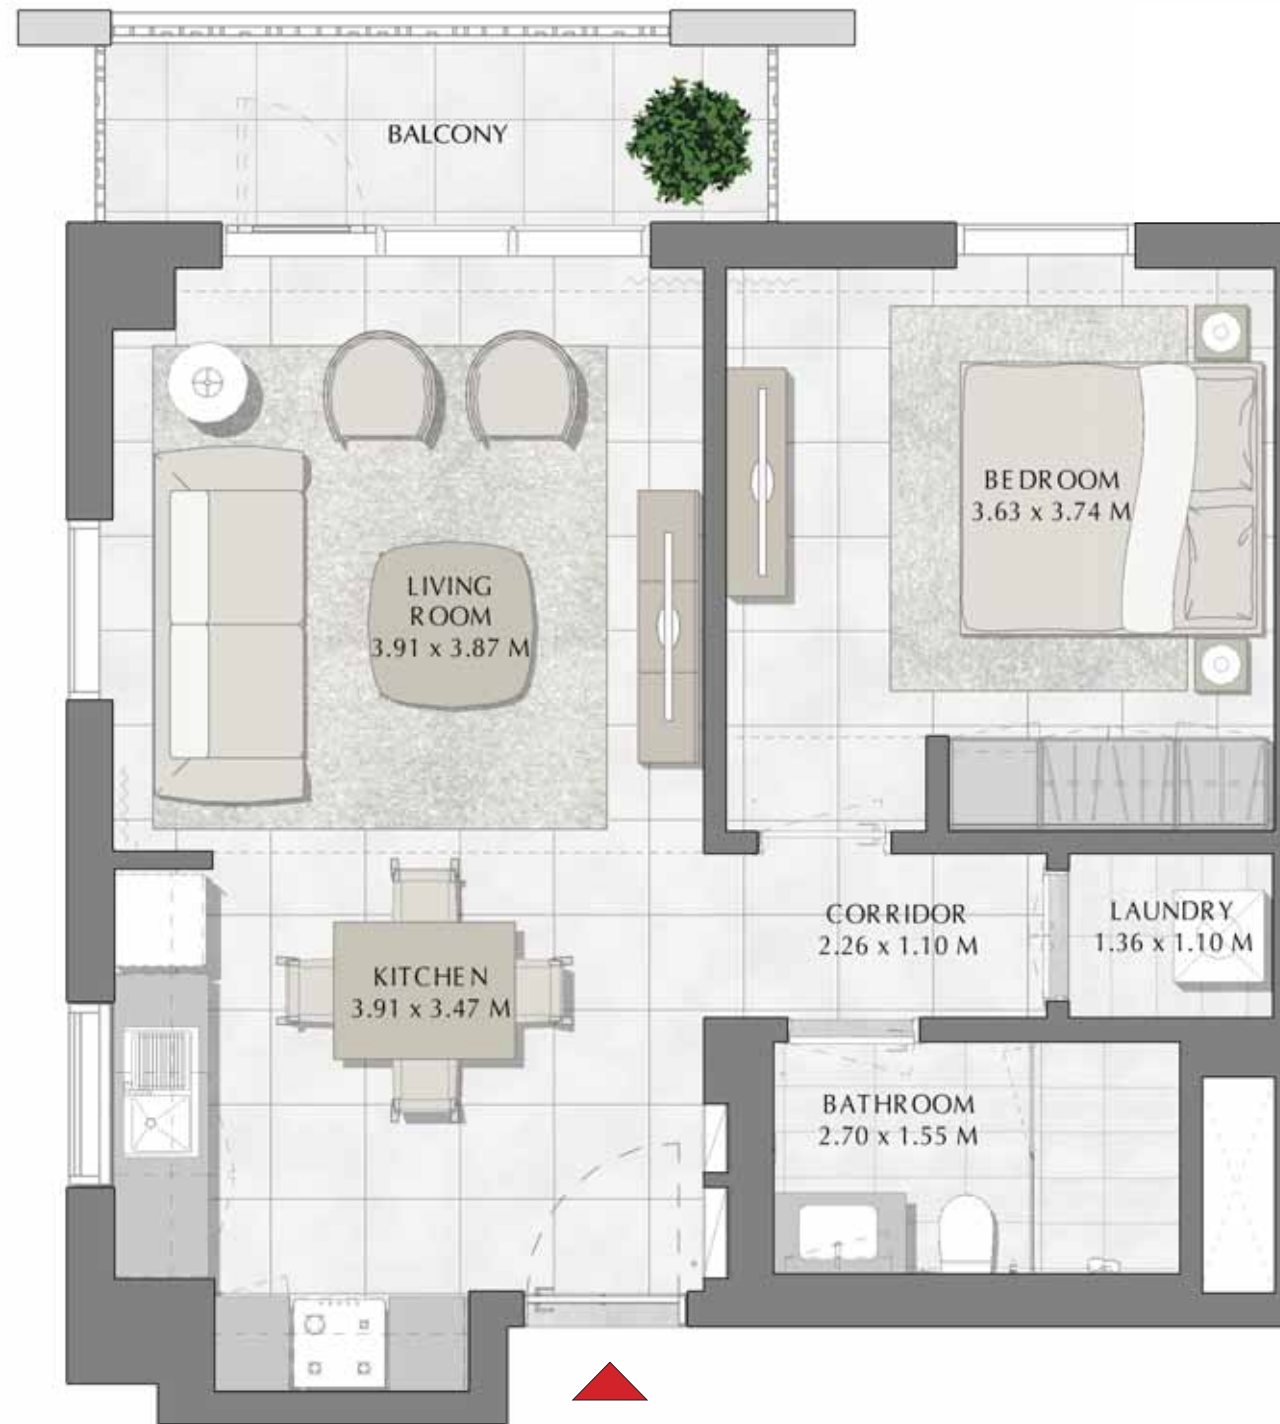 BALCONY
BEDROOM
3.63 x 3.74 M
LIVING
ROOM
3.91 x 3.87 M
CORRIDOR
2.26 x 1.10 M
LAUNDRY
1.36 x 1.10 M
KITCHEN
3.91 x 3.47 M
BATHROOM
2.70 x 1.55 M